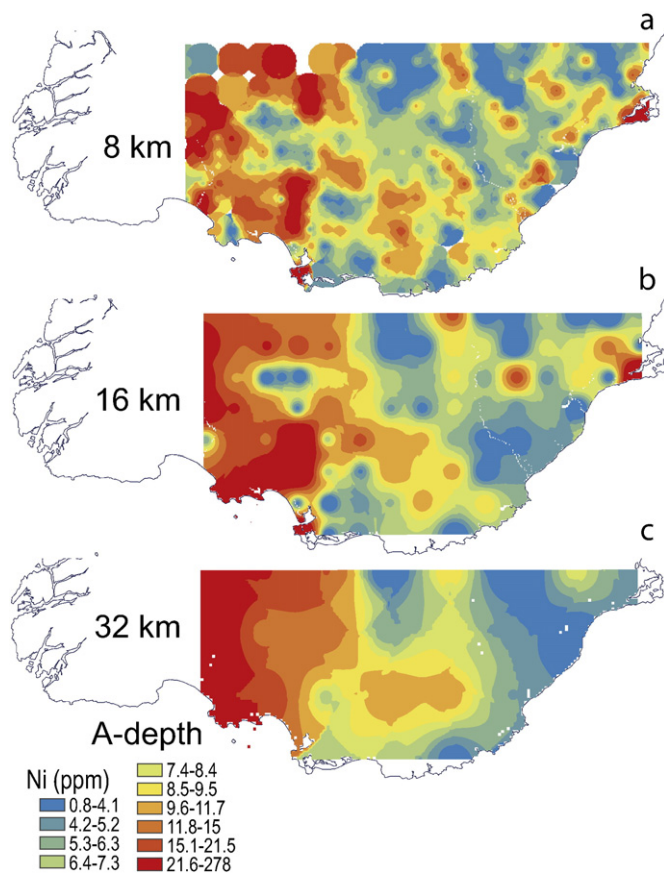 a
8 km
b
16 km
c
32 km
A-depth
Ni (ppm)
0.8-4.1
4.2-5.2
5.3-6.3
6.4-7.3
7.4-8.4
8.5-9.5
9.6-11.7
11.8-15
15.1-21.5
21.6-278